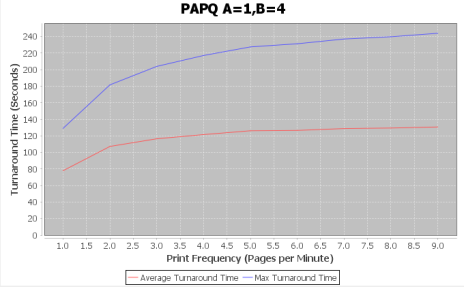 PAPQ A=1,B=4
Turnaround Time (Seconds)
240
220
200
180
160
140
120
100
80
60
40
20
0
1.0 1.5 2.0 2.5 3.0 3.5 4.0 4.5 5.0 5.5 6.0 6.5 7.0 7.5 8.0 8.5 9.0
Print Frequency (Pages per Minute)
Average Turnaround Time Max Turnaround Time